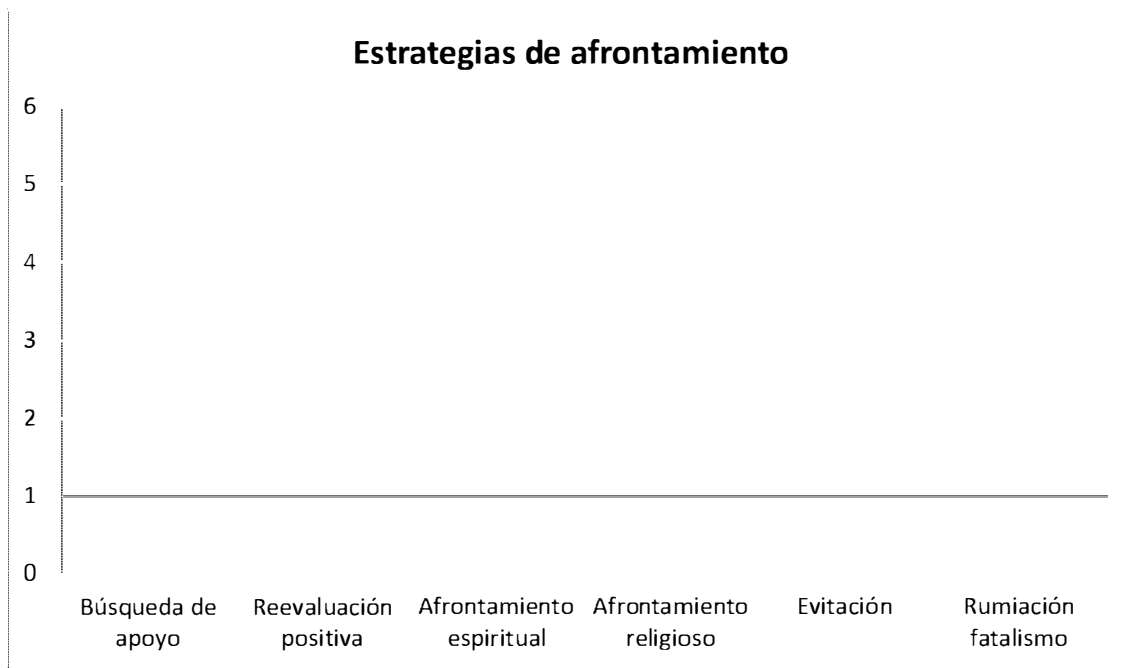 Estrategias de afrontamiento
6
5
4
3
2
1
0
Búsqueda de apoyo
Reevaluación positiva
Afrontamiento espiritual
Afrontamiento religioso
Evitación
Rumiación fatalismo